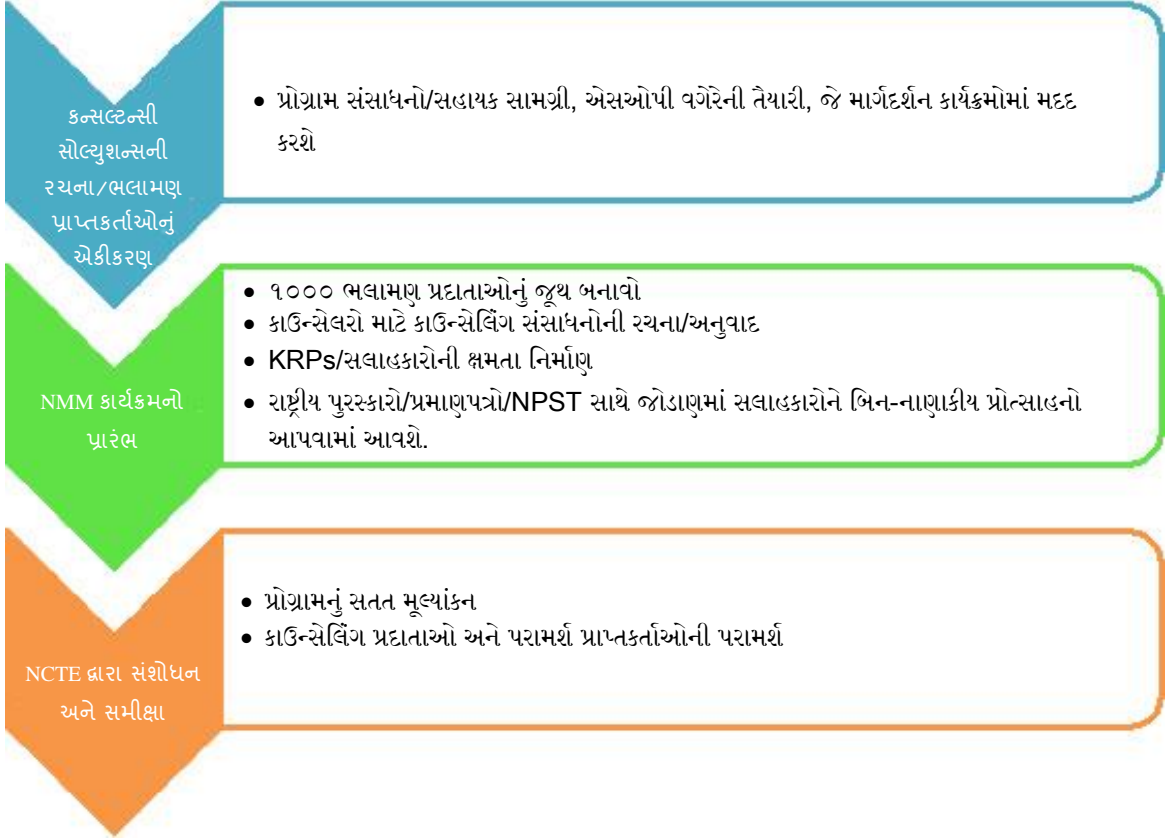 કન્સલ્ટન્સી
સોલ્યુશન્સની
રચના/ભલામણ
પ્રાપ્તકર્તાઓનું
એકીકરણ
• પ્રોગ્રામ સંસાધનો/સહાયક સામગ્રી, એસઓપી વગેરેની તૈયારી, જે માર્ગદર્શન કાર્યક્રમોમાં મદદ
કરશે
NMM કાર્યક્રમનો
પ્રારંભ
• ૧૦૦૦ ભલામણ પ્રદાતાઓનું જૂથ બનાવો
• કાઉન્સેલરો માટે કાઉન્સેલિંગ સંસાધનોની રચના/અનુવાદ
• KRPs/સલાહકારોની ક્ષમતા નિર્માણ
• રાષ્ટ્રીય પુરસ્કારો/પ્રમાણપત્રો/NPST સાથે જોડાણમાં સલાહકારોને બિન-નાણાકીય પ્રોત્સાહનો
આપવામાં આવશે.
NCTE દ્વારા સંશોધન
અને સમીક્ષા
• પ્રોગ્રામનું સતત મૂલ્યાંકન
• કાઉન્સેલિંગ પ્રદાતાઓ અને પરામર્શ પ્રાપ્તકર્તાઓની પરામર્શ